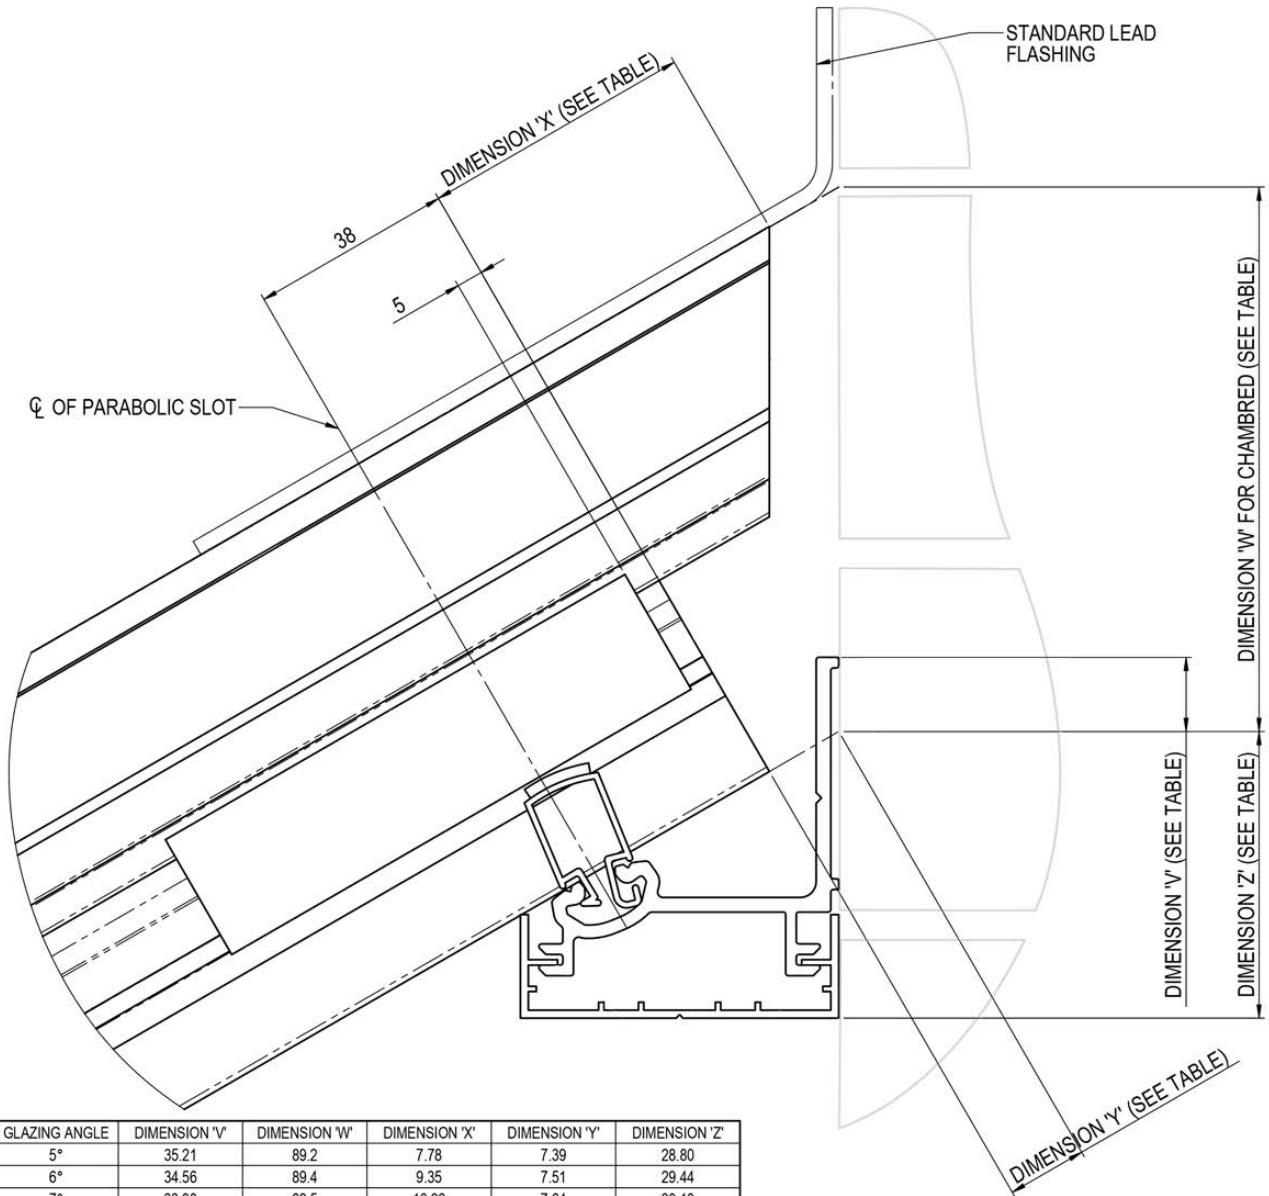 STANDARD LEAD
FLASHING
DIMENSION 'X' (SEE TABLE)
38
5
℄ OF PARABOLIC SLOT
DIMENSION 'W' FOR CHAMBRED (SEE TABLE)
DIMENSION 'V' (SEE TABLE)
DIMENSION 'Z' (SEE TABLE)
DIMENSION 'Y' (SEE TABLE)
GLAZING ANGLE DIMENSION 'V' DIMENSION 'W' DIMENSION 'X' DIMENSION 'Y' DIMENSION 'Z'
5° 35.21 89.2 7.78 7.39 28.80
6° 34.56 89.4 9.35 7.51 29.44